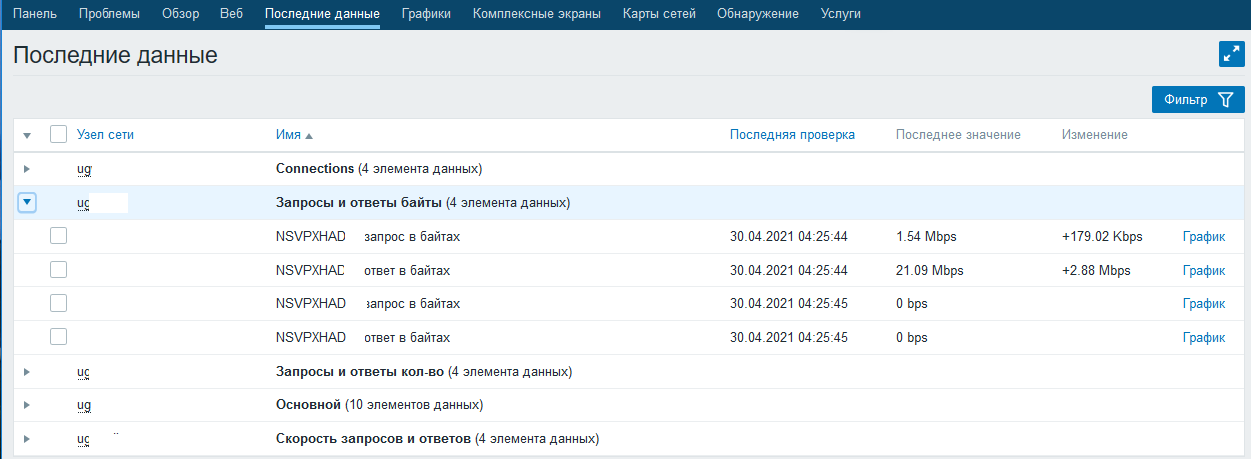 Панель Проблемы Обзор Веб Последние данные Графики Комплексные экраны Карты сетей Обнаружение Услуги
Последние данные
Фильтр
Узел сети Имя Последняя проверка Последнее значение Изменение
Connections (4 элемента данных)
Запросы и ответы байты (4 элемента данных)
NSVPXHAD запрос в байтах 30.04.2021 04:25:44 1.54 Mbps +179.02 Kbps График
NSVPXHAD ответ в байтах 30.04.2021 04:25:44 21.09 Mbps +2.88 Mbps График
NSVPXHAD запрос в байтах 30.04.2021 04:25:45 0 bps График
NSVPXHAD ответ в байтах 30.04.2021 04:25:45 0 bps График
Запросы и ответы кол-во (4 элемента данных)
Основной (10 элементов данных)
Скорость запросов и ответов (4 элемента данных)